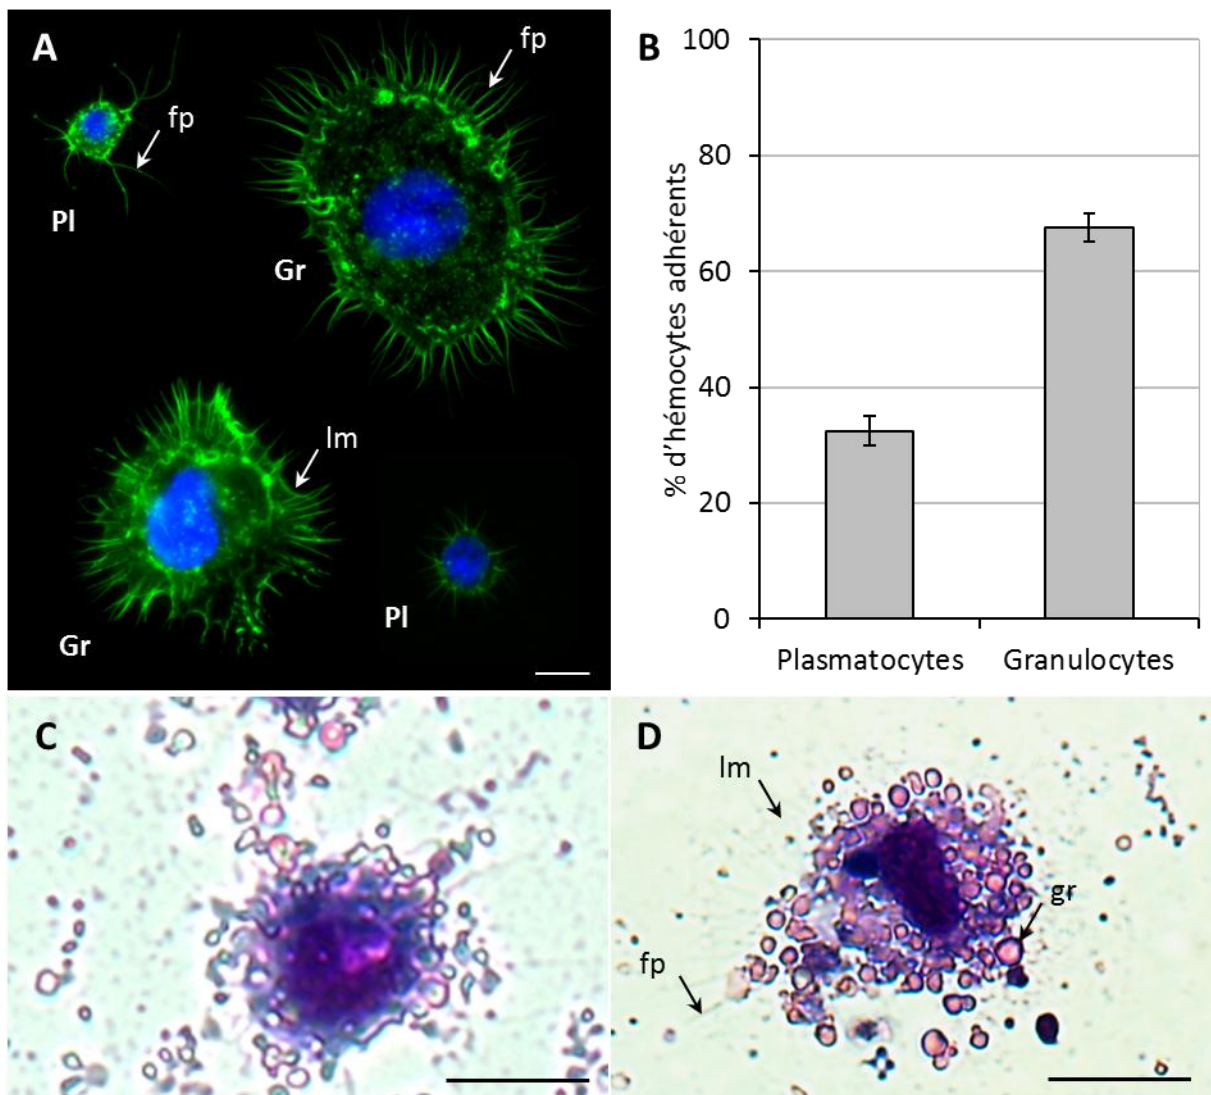 A
fp
fp
Pl
Gr
lm
Gr
Pl
B
100
80
60
40
20
0
% d'hémocytes adhérents
Plasmatocytes Granulocytes
C
D
lm
gr
fp